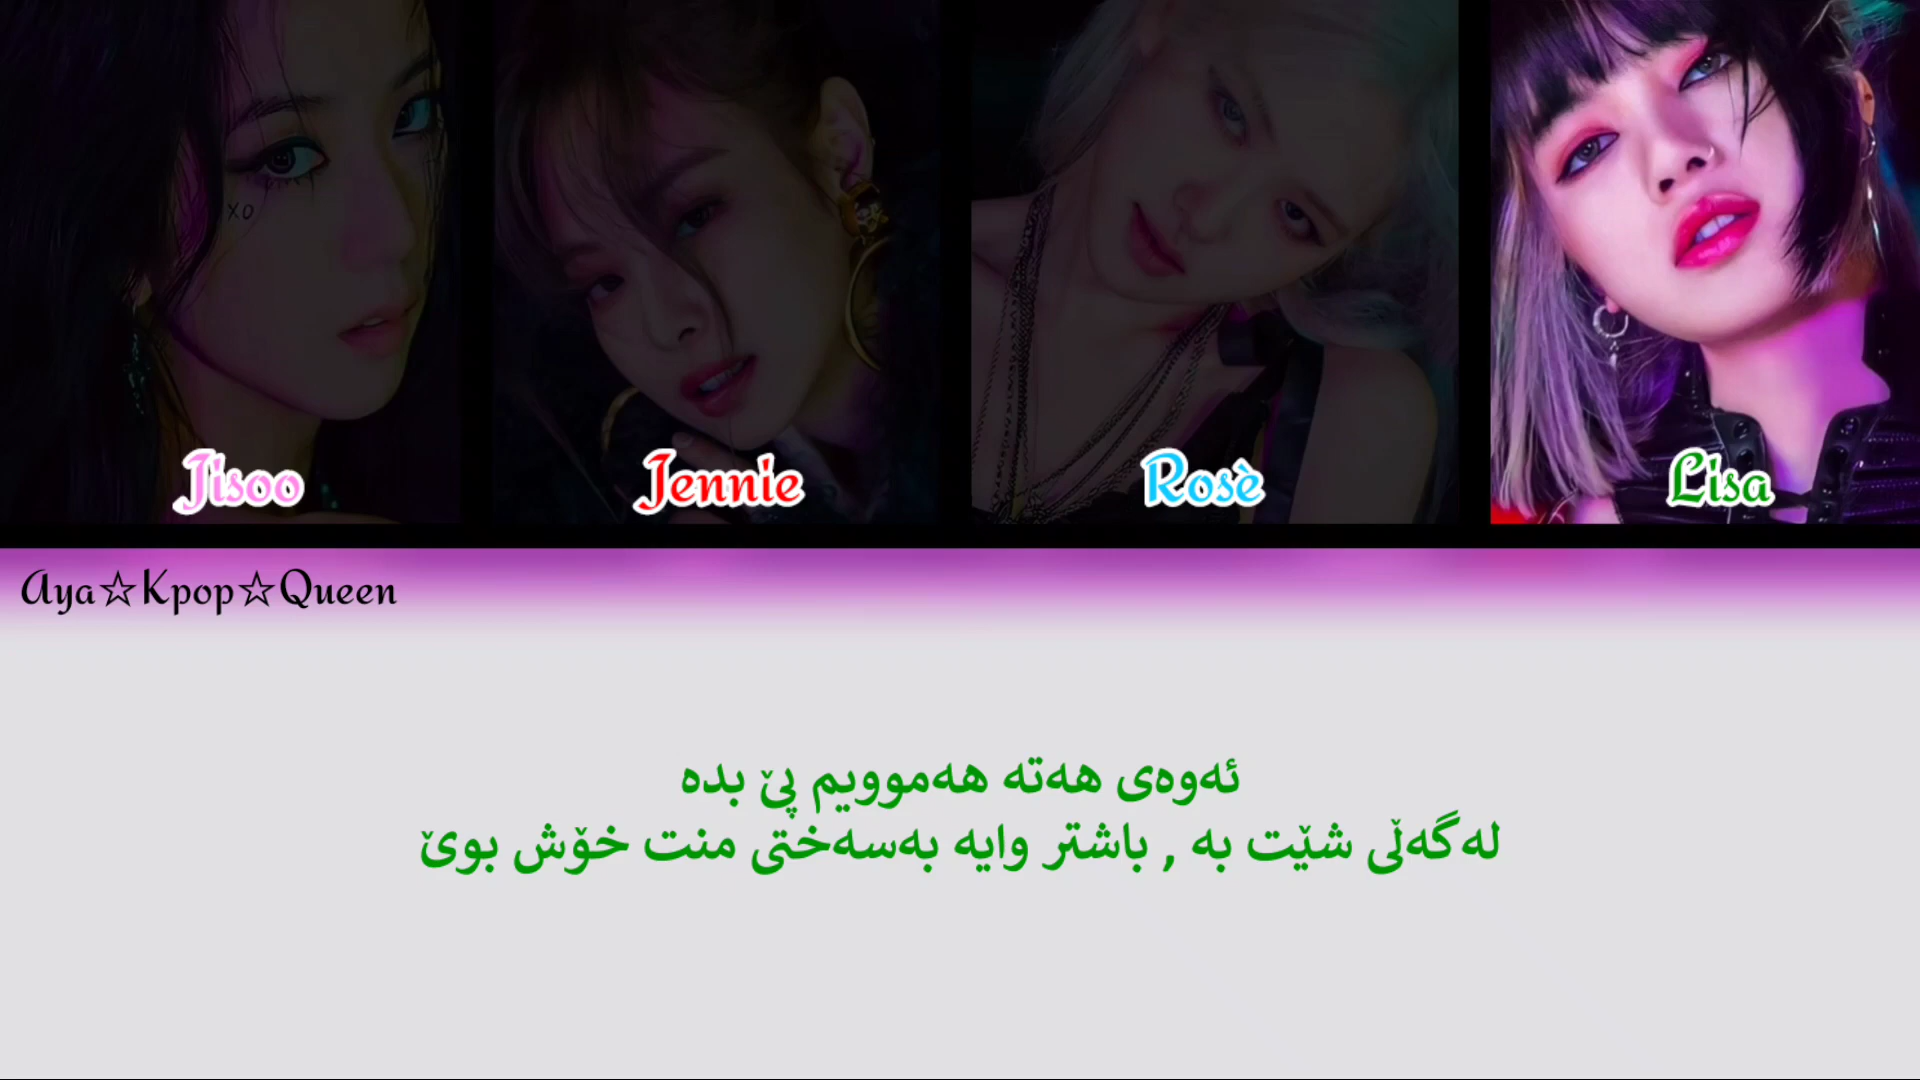 XO
Jisoo
Jennie
Rosè
Lisa
Aya☆Kpop☆Queen
ئەوەی هەتە هەموویم پێ بدە
لەگەڵی شێت بە , باشتر وایە بەسەختی منت خۆش بوێ